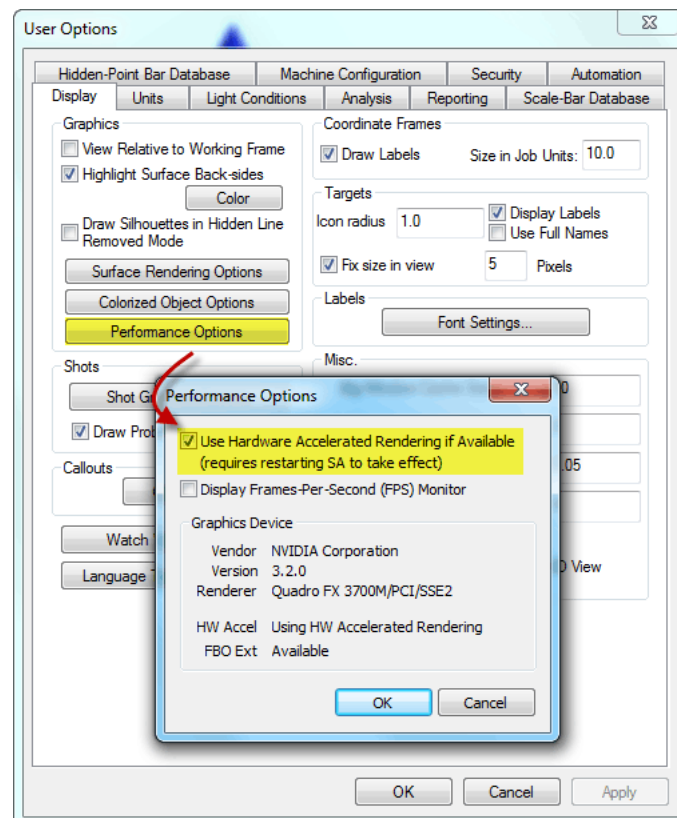 User Options
Hidden-Point Bar Database Machine Configuration Security Automation
Display Units Light Conditions Analysis Reporting Scale-Bar Database
Graphics
View Relative to Working Frame
Highlight Surface Back-sides
Color
Draw Silhouettes in Hidden Line
Removed Mode
Surface Rendering Options
Colorized Object Options
Performance Options
Coordinate Frames
Draw Labels Size in Job Units: 10.0
Targets
Icon radius 1.0 Display Labels
Use Full Names
Fix size in view 5 Pixels
Labels
Font Settings...
Shots
Shot
Draw
Callouts
Watch
Language
Misc.
0
.05
View
Performance Options
Use Hardware Accelerated Rendering if Available
(requires restarting SA to take effect)
Display Frames-Per-Second (FPS) Monitor
Graphics Device
Vendor NVIDIA Corporation
Version 3.2.0
Renderer Quadro FX 3700M/PCI/SSE2
HW Accel Using HW Accelerated Rendering
FBO Ext Available
OK Cancel
OK Cancel Apply